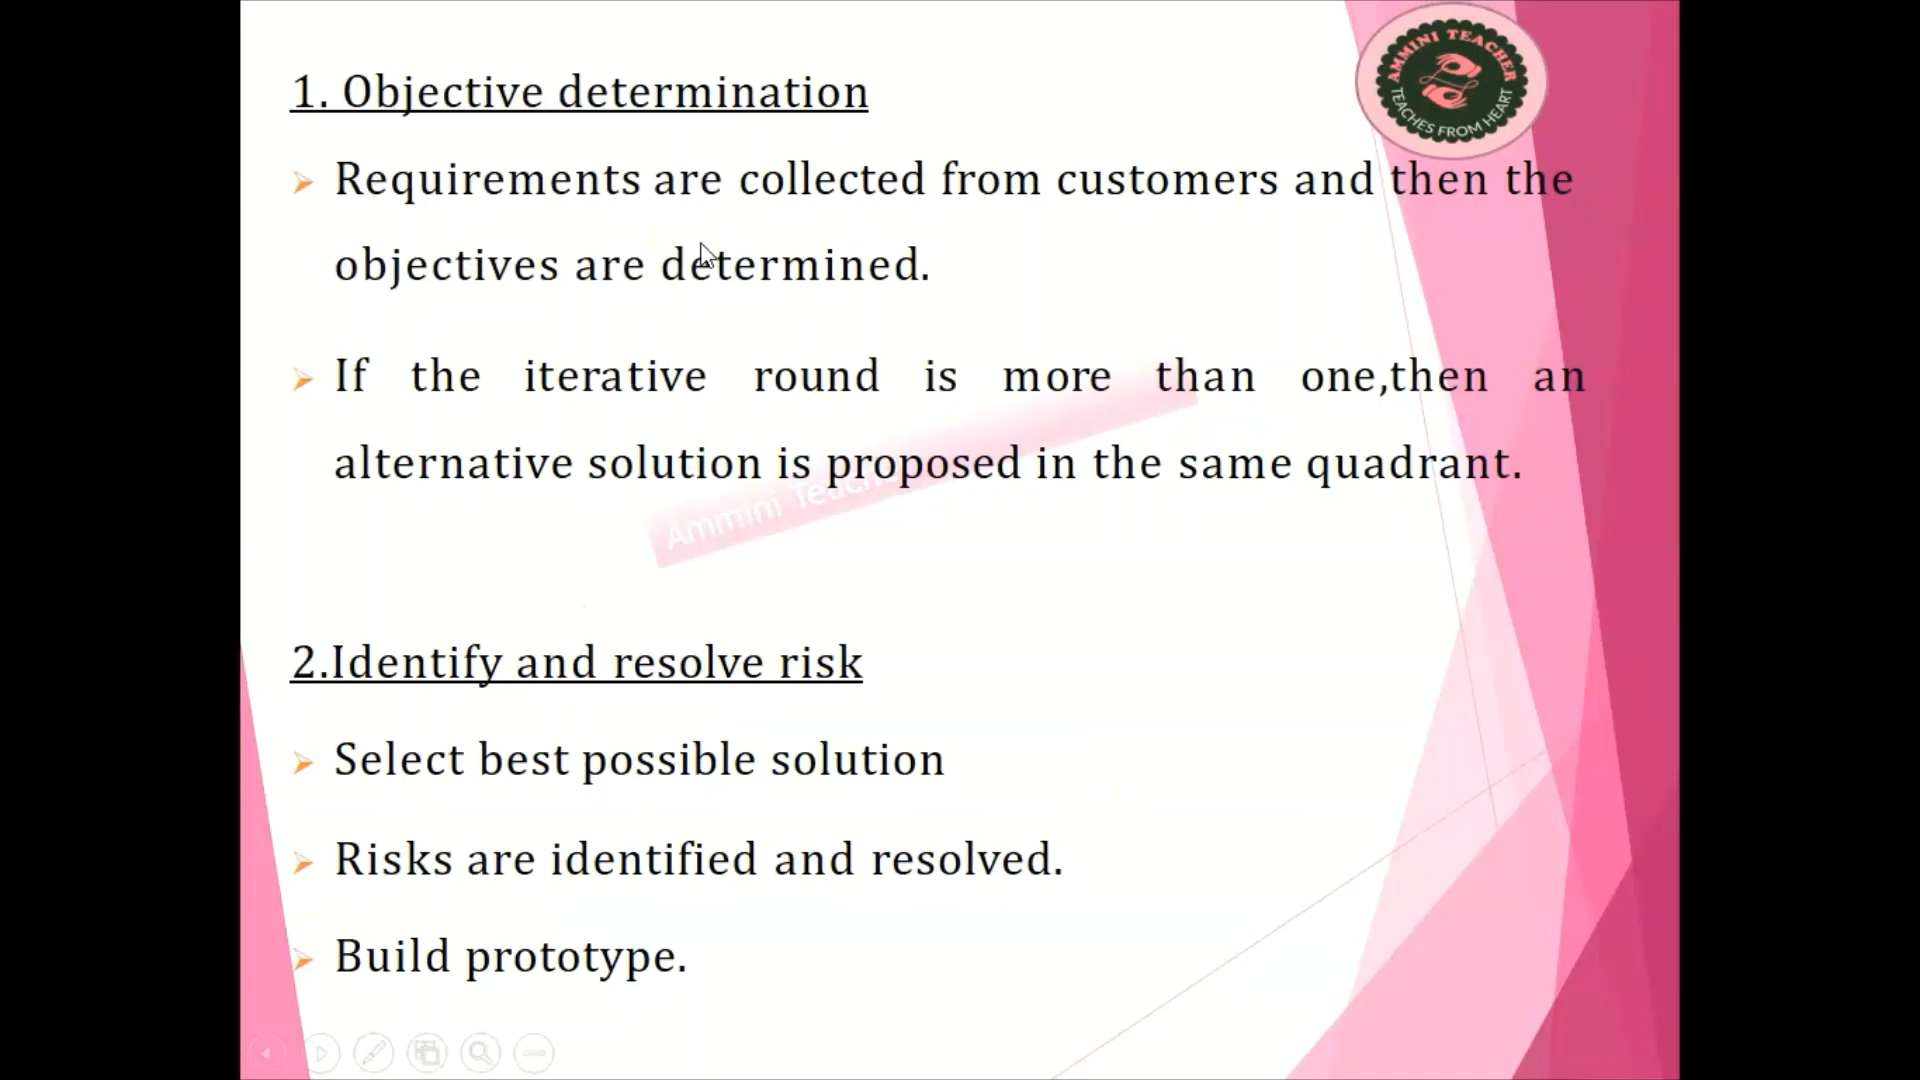 AMMINI TEACHER
TEACHES FROM HEART
1. Objective determination
Requirements are collected from customers and then the
objectives are determined.
If the iterative round is more than one,then an
alternative solution is proposed in the same quadrant.
Ammini Teach
2.Identify and resolve risk
Select best possible solution
Risks are identified and resolved.
Build prototype.